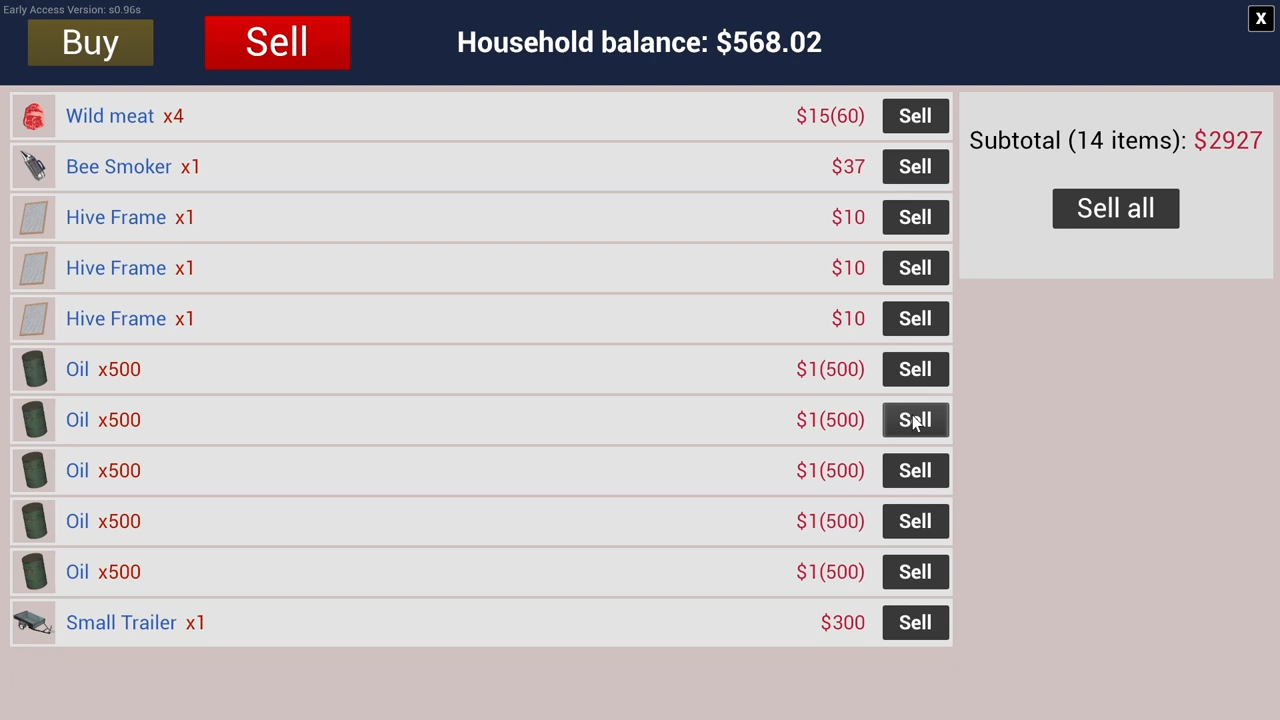 Early Access Version: s0.96s
Buy
Sell
Household balance: $568.02
X
Wild meat x4 $15(60) Sell
Bee Smoker x1 $37 Sell
Hive Frame x1 $10 Sell
Hive Frame x1 $10 Sell
Hive Frame x1 $10 Sell
Oil x500 $1(500) Sell
Oil x500 $1(500) Sell
Oil x500 $1(500) Sell
Oil x500 $1(500) Sell
Oil x500 $1(500) Sell
Small Trailer x1 $300 Sell
Subtotal (14 items): $2927
Sell all